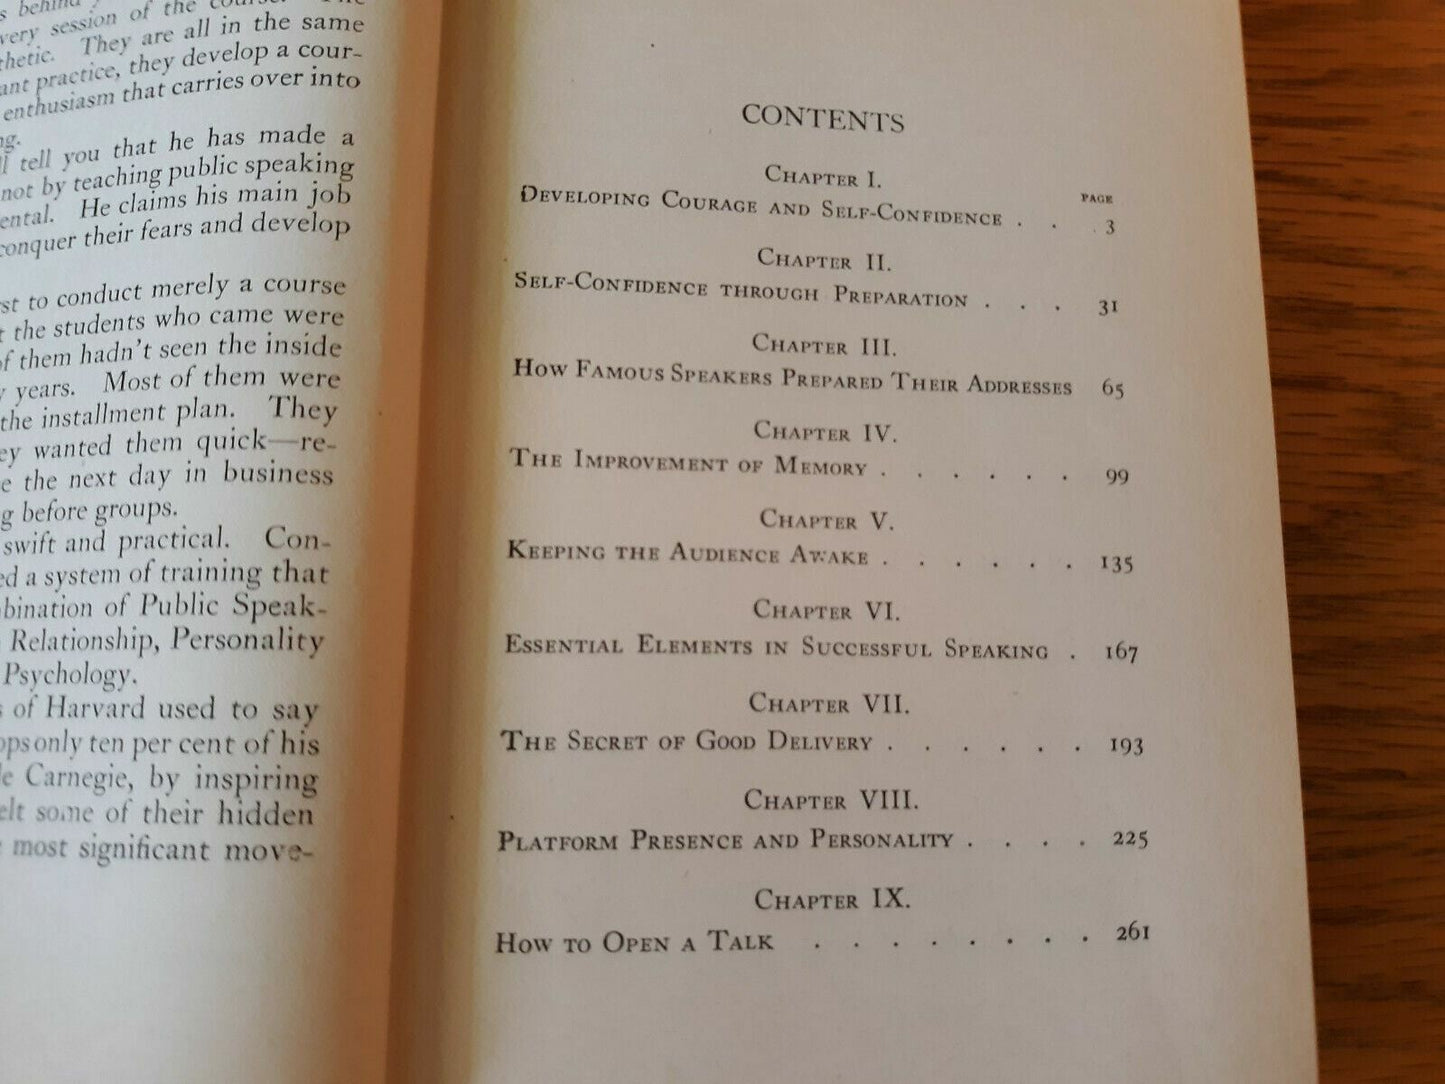 behind
very session of the course. The
thetic. They are all in the same
ant practice, they develop a cour-
enthusiasm that carries over into
ng.
ll tell you that he has made a
not by teaching public speaking
ental. He claims his main job
conquer their fears and develop
st to conduct merely a course
t the students who came were
of them hadn't seen the inside
y years. Most of them were
the installment plan. They
ey wanted them quick—re-
e the next day in business
g before groups.
swift and practical. Con-
ed a system of training that
bination of Public Speak-
Relationship, Personality
Psychology.
s of Harvard used to say
ops only ten per cent of his
le Carnegie, by inspiring
elt some of their hidden
most significant move-
CONTENTS
CHAPTER I.
PAGE
DEVELOPING COURAGE AND SELF-CONFIDENCE . . 3
CHAPTER II.
SELF-CONFIDENCE THROUGH PREPARATION . . . 31
CHAPTER III.
HOW FAMOUS SPEAKERS PREPARED THEIR ADDRESSES 65
CHAPTER IV.
THE IMPROVEMENT OF MEMORY . . . . . . 99
CHAPTER V.
KEEPING THE AUDIENCE AWAKE . . . . . . 135
CHAPTER VI.
ESSENTIAL ELEMENTS IN SUCCESSFUL SPEAKING . 167
CHAPTER VII.
THE SECRET OF GOOD DELIVERY . . . . . . 193
CHAPTER VIII.
PLATFORM PRESENCE AND PERSONALITY . . . . 225
CHAPTER IX.
HOW TO OPEN A TALK . . . . . . . . 261